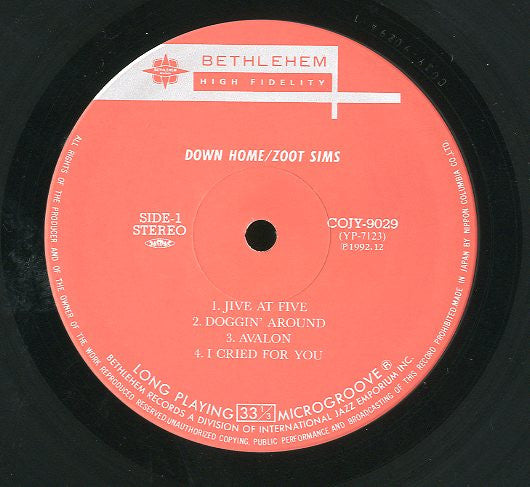 BETHLEHEM
HIGH FIDELITY
DOWN HOME/ZOOT SIMS
SIDE-1
STEREO
COJY-9029
(YP-7123)
℗1992.12
1. JIVE AT FIVE
2. DOGGIN' AROUND
3. AVALON
4. I CRIED FOR YOU
LONG PLAYING 33 1/3 MICROGROOVE®
BETHLEHEM RECORDS A DIVISION OF INTERNATIONAL JAZZ EMPORIUM INC.
ALL RIGHTS OF THE PRODUCER AND OF THE OWNER OF THE WORK REPRODUCED RESERVED.UNAUTHORIZED COPYING, PUBLIC PERFORMANCE AND BROADCASTING OF THIS RECORD PROHIBITED.MADE IN JAPAN BY NIPPON COLUMBIA CO.,LTD.